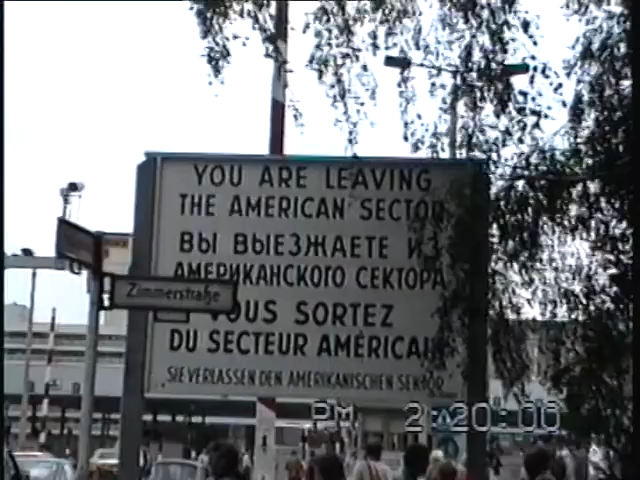 YOU ARE LEAVING
THE AMERICAN SECTOR
ВЫ ВЫЕЗЖАЕТЕ ИЗ
АМЕРИКАНСКОГО СЕКТОРА
VOUS SORTEZ
DU SECTEUR AMÉRICAIN
SIE VERLASSEN DEN AMERIKANISCHEN SEKTOR
Zimmerstraße
PM 2:20:00